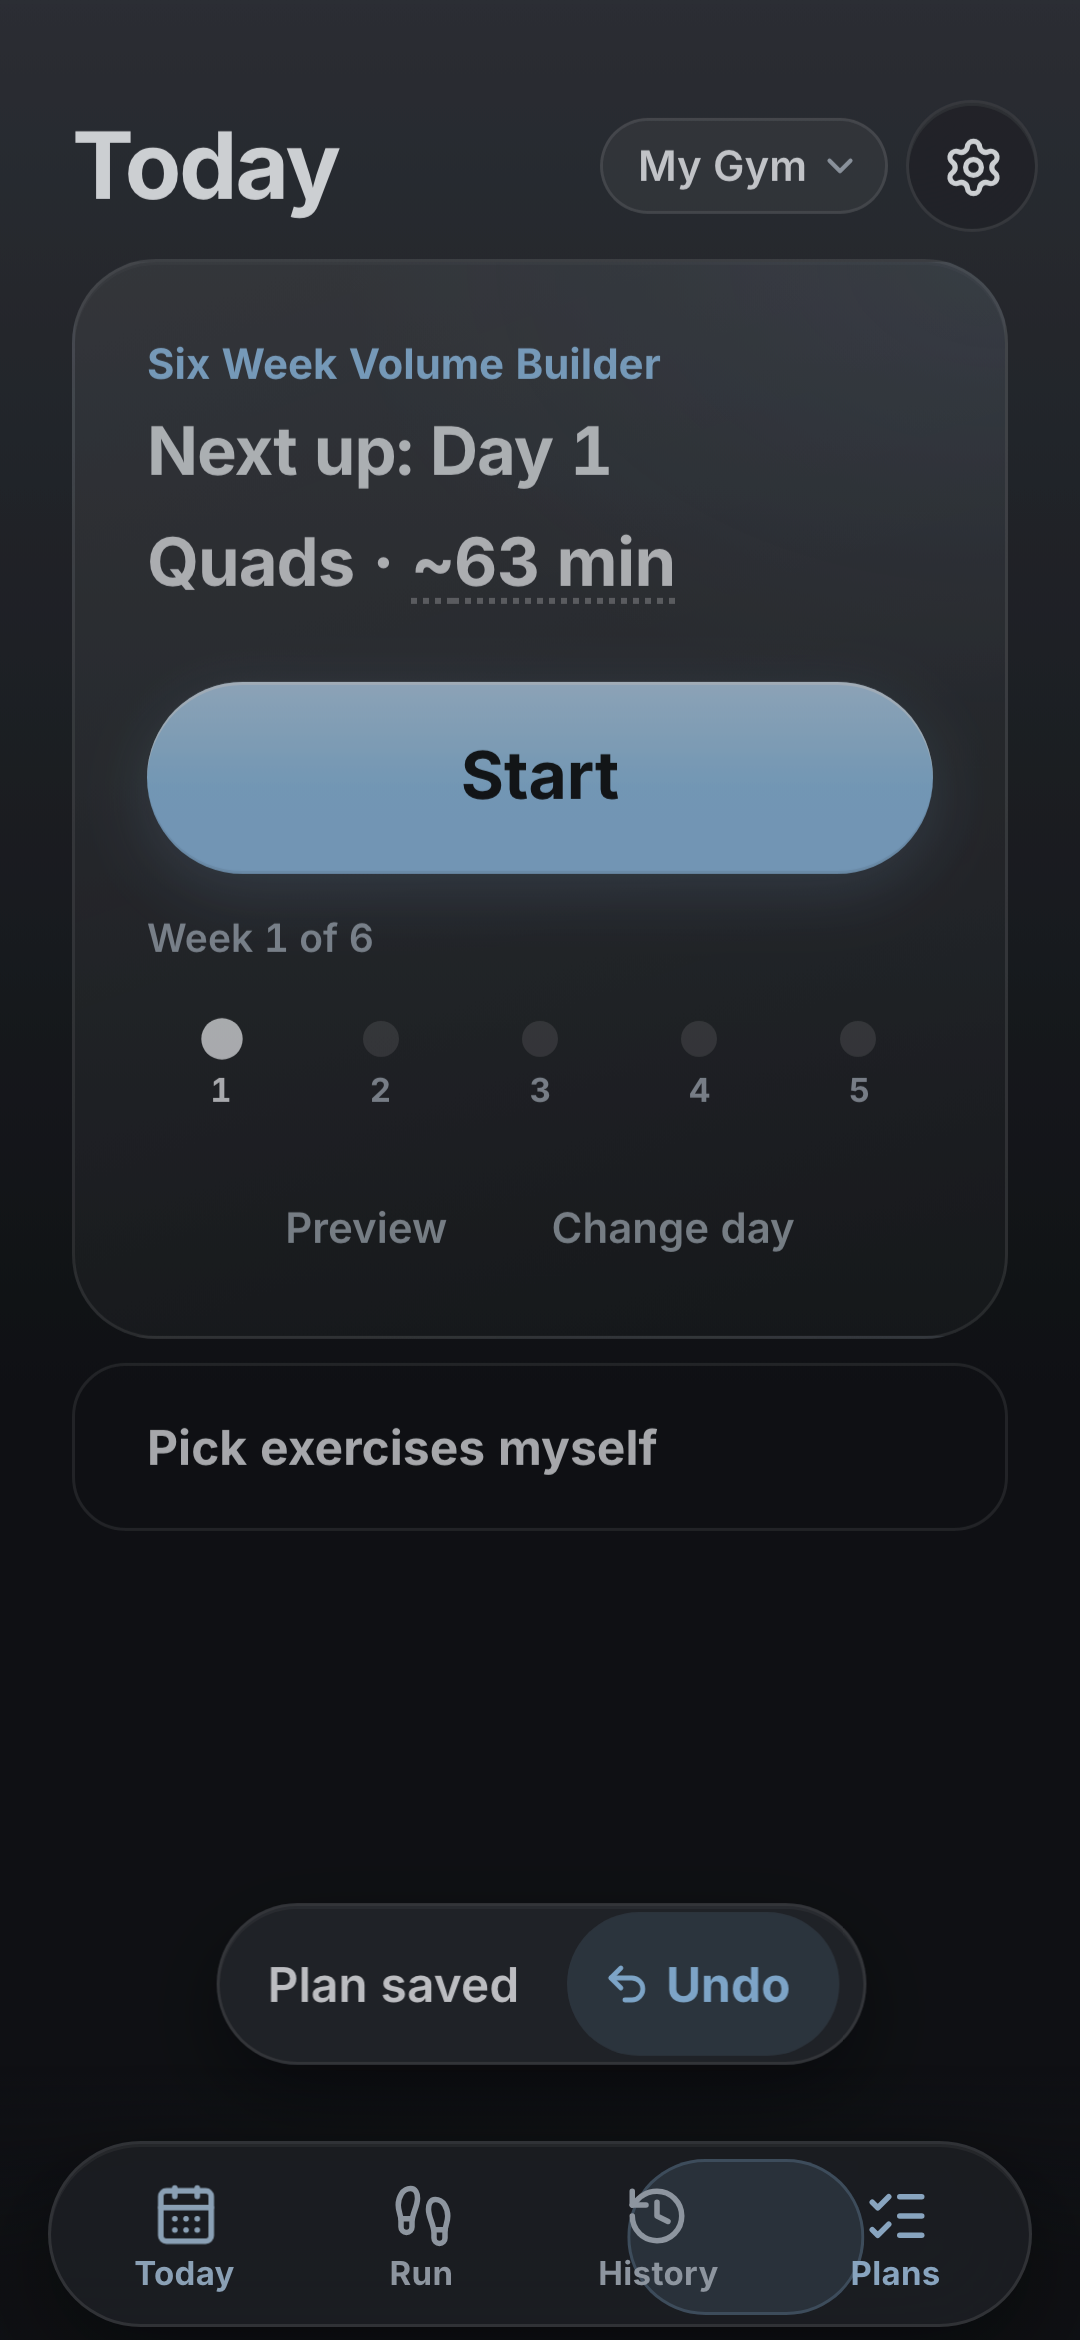 Today
My Gym
Six Week Volume Builder
Next up: Day 1
Quads · ~63 min
Start
Week 1 of 6
1 2 3 4 5
Preview Change day
Pick exercises myself
Plan saved Undo
Today Run History Plans